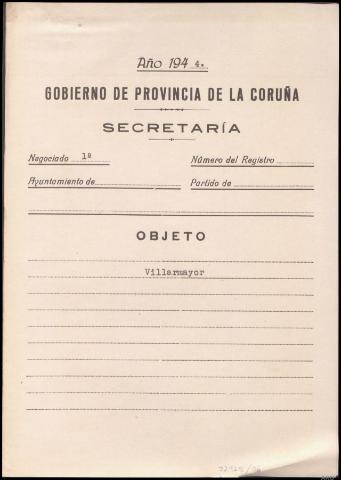 Año 194 4.
GOBIERNO DE PROVINCIA DE LA CORUÑA
SECRETARÍA
Negociado 1º Número del Registro
Ayuntamiento de Partido de
OBJETO
Villarmayor